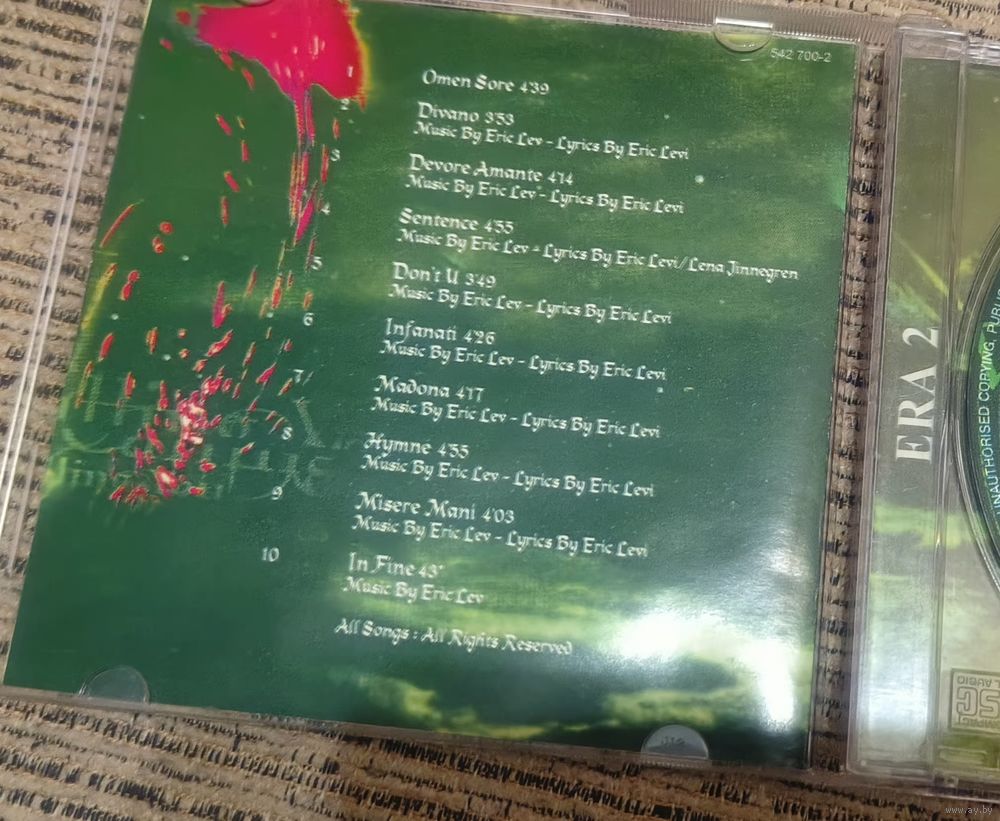 542 700-2
1 Omen Sore 4'39
2 Divano 3'53
Music By Eric Lev - Lyrics By Eric Levi
3 Devore Amante 4'14
Music By Eric Lev - Lyrics By Eric Levi
4 Sentence 4'55
Music By Eric Lev - Lyrics By Eric Levi/Lena Jinnegren
5 Don't U 3'49
Music By Eric Lev - Lyrics By Eric Levi
6 Infanati 4'26
Music By Eric Lev - Lyrics By Eric Levi
7 Madona 4'17
Music By Eric Lev - Lyrics By Eric Levi
8 Hymne 4'55
Music By Eric Lev - Lyrics By Eric Levi
9 Misere Mani 4'03
Music By Eric Lev - Lyrics By Eric Levi
10 In Fine 43"
Music By Eric Lev
All Songs : All Rights Reserved
ERA 2
UNAUTHORISED COPYING,
www.ay.by